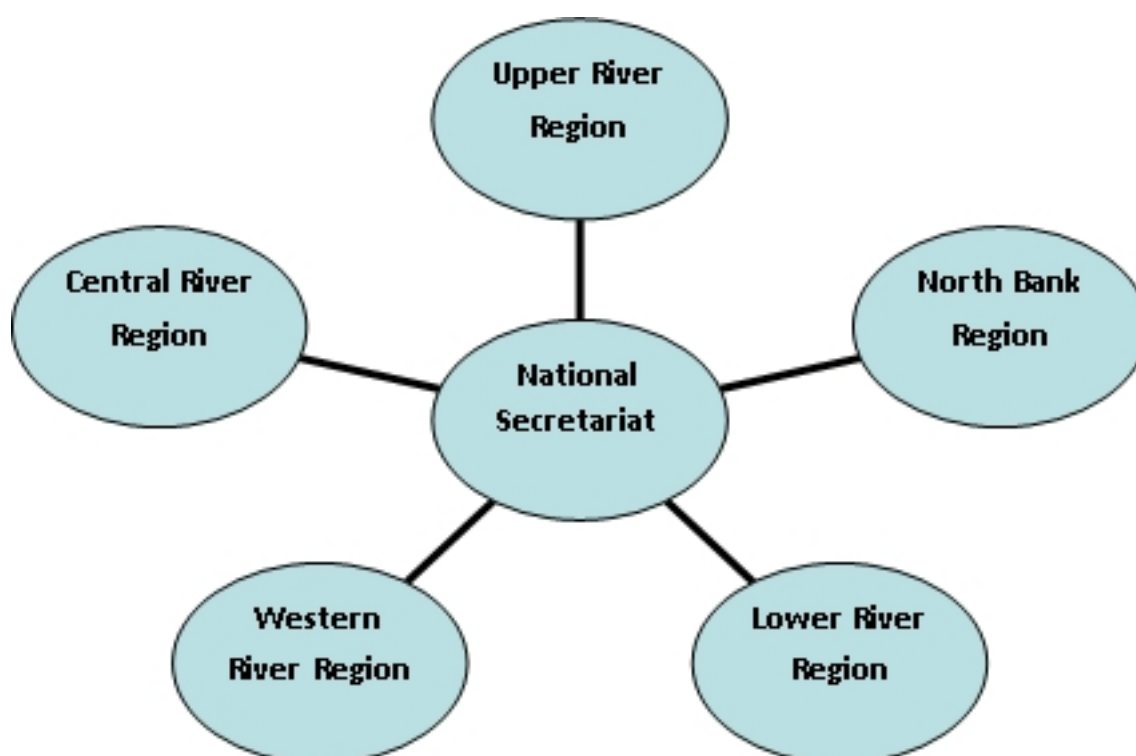 Upper River
Region
Central River
Region
North Bank
Region
National
Secretariat
Western
River Region
Lower River
Region